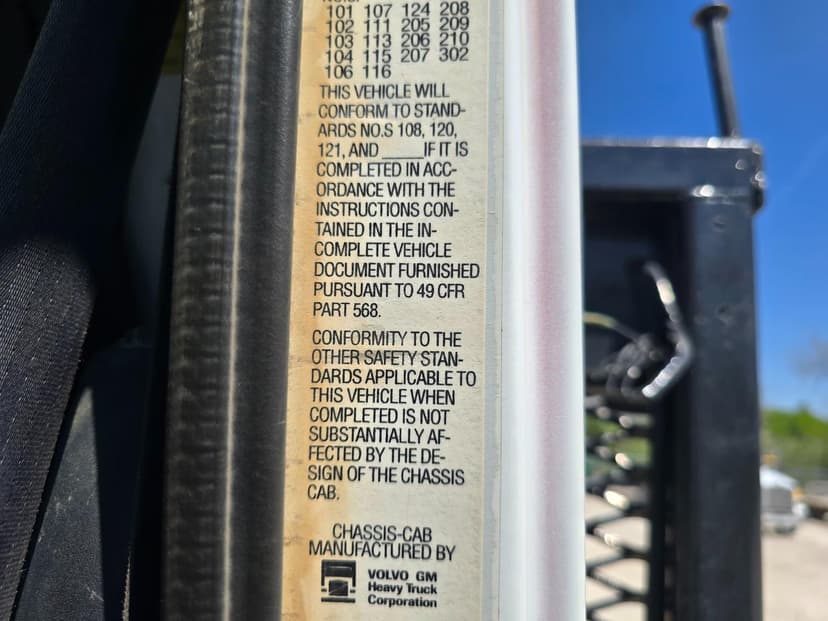 101 107 124 208
102 111 205 209
103 113 206 210
104 115 207 302
106 116
THIS VEHICLE WILL
CONFORM TO STAND-
ARDS NO.S 108, 120,
121, AND _____IF IT IS
COMPLETED IN ACC-
ORDANCE WITH THE
INSTRUCTIONS CON-
TAINED IN THE IN-
COMPLETE VEHICLE
DOCUMENT FURNISHED
PURSUANT TO 49 CFR
PART 568.
CONFORMITY TO THE
OTHER SAFETY STAN-
DARDS APPLICABLE TO
THIS VEHICLE WHEN
COMPLETED IS NOT
SUBSTANTIALLY AF-
FECTED BY THE DE-
SIGN OF THE CHASSIS
CAB.
CHASSIS-CAB
MANUFACTURED BY
VOLVO GM
Heavy Truck
Corporation